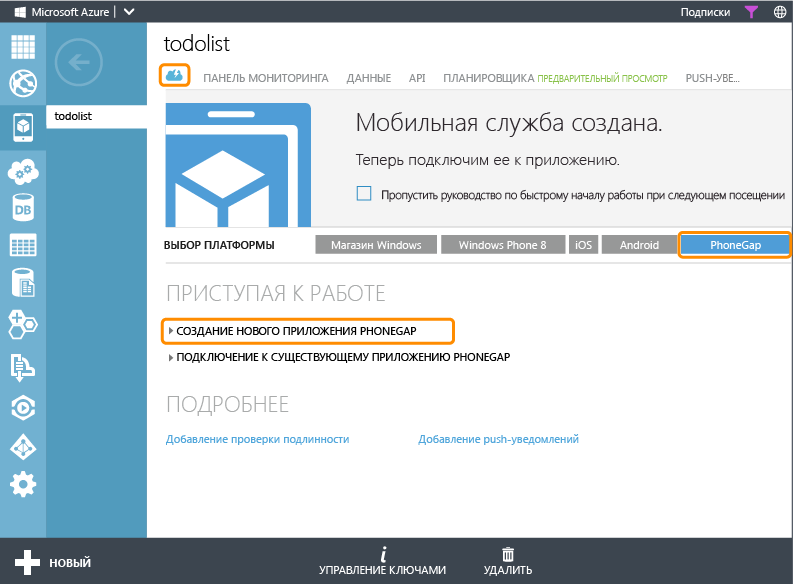 Microsoft Azure Подписки
todolist
ПАНЕЛЬ МОНИТОРИНГА ДАННЫЕ API ПЛАНИРОВЩИКА ПРЕДВАРИТЕЛЬНЫЙ ПРОСМОТР PUSH-УВЕ...
todolist
Мобильная служба создана.
Теперь подключим ее к приложению.
Пропустить руководство по быстрому началу работы при следующем посещении
ВЫБОР ПЛАТФОРМЫ Магазин Windows Windows Phone 8 iOS Android PhoneGap
DB
ПРИСТУПАЯ К РАБОТЕ
СОЗДАНИЕ НОВОГО ПРИЛОЖЕНИЯ PHONEGAP
ПОДКЛЮЧЕНИЕ К СУЩЕСТВУЮЩЕМУ ПРИЛОЖЕНИЮ PHONEGAP
ПОДРОБНЕЕ
Добавление проверки подлинности Добавление push-уведомлений
НОВЫЙ УПРАВЛЕНИЕ КЛЮЧАМИ УДАЛИТЬ